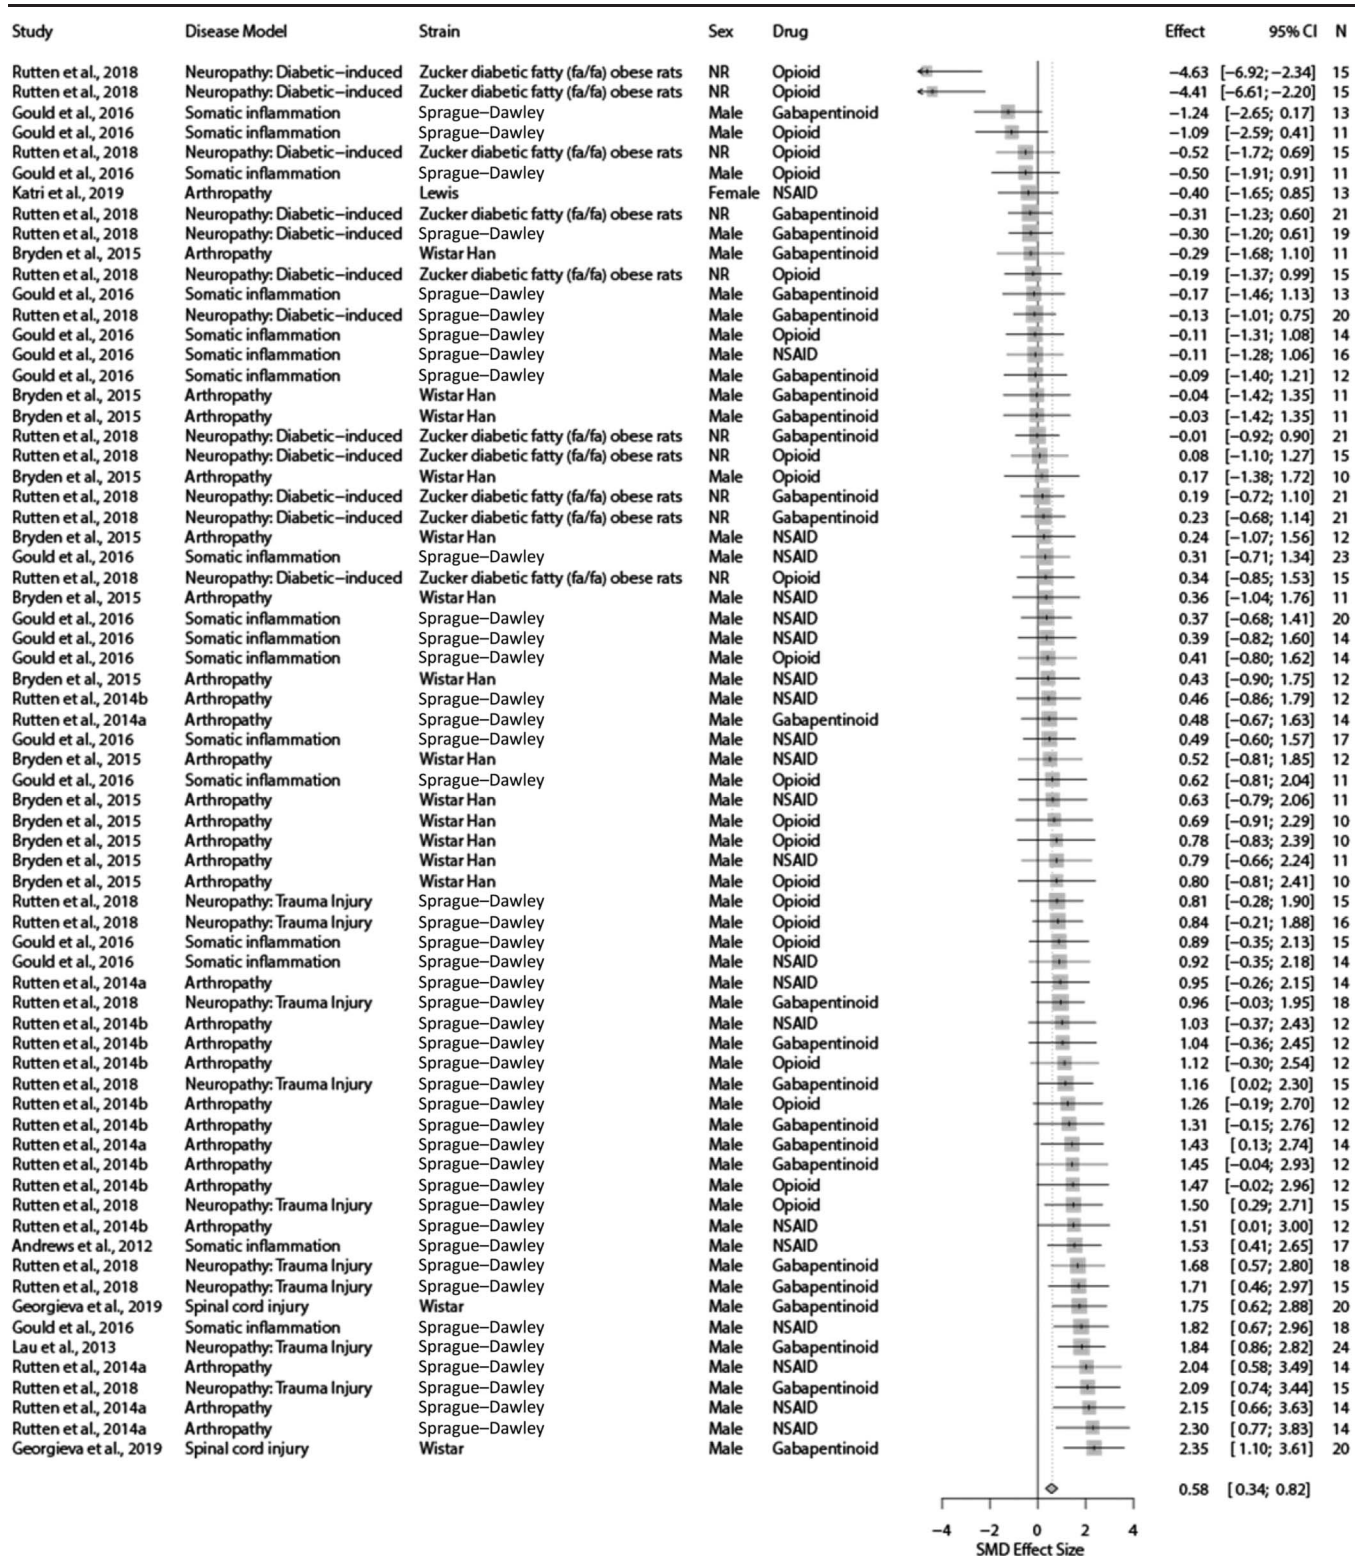 Study Disease Model Strain Sex Drug Effect 95% CI N
Rutten et al., 2018 Neuropathy: Diabetic−induced Zucker diabetic fatty (fa/fa) obese rats NR Opioid −4.63 [−6.92; −2.34] 15
Rutten et al., 2018 Neuropathy: Diabetic−induced Zucker diabetic fatty (fa/fa) obese rats NR Opioid −4.41 [−6.61; −2.20] 15
Gould et al., 2016 Somatic inflammation Sprague−Dawley Male Gabapentinoid −1.24 [−2.65; 0.17] 13
Gould et al., 2016 Somatic inflammation Sprague−Dawley Male Opioid −1.09 [−2.59; 0.41] 11
Rutten et al., 2018 Neuropathy: Diabetic−induced Zucker diabetic fatty (fa/fa) obese rats NR Opioid −0.52 [−1.72; 0.69] 15
Gould et al., 2016 Somatic inflammation Sprague−Dawley Male Opioid −0.50 [−1.91; 0.91] 11
Katri et al., 2019 Arthropathy Lewis Female NSAID −0.40 [−1.65; 0.85] 13
Rutten et al., 2018 Neuropathy: Diabetic−induced Zucker diabetic fatty (fa/fa) obese rats NR Gabapentinoid −0.31 [−1.23; 0.60] 21
Rutten et al., 2018 Neuropathy: Diabetic−induced Sprague−Dawley Male Gabapentinoid −0.30 [−1.20; 0.61] 19
Bryden et al., 2015 Arthropathy Wistar Han Male Gabapentinoid −0.29 [−1.68; 1.10] 11
Rutten et al., 2018 Neuropathy: Diabetic−induced Zucker diabetic fatty (fa/fa) obese rats NR Opioid −0.19 [−1.37; 0.99] 15
Gould et al., 2016 Somatic inflammation Sprague−Dawley Male Gabapentinoid −0.17 [−1.46; 1.13] 13
Rutten et al., 2018 Neuropathy: Diabetic−induced Sprague−Dawley Male Gabapentinoid −0.13 [−1.01; 0.75] 20
Gould et al., 2016 Somatic inflammation Sprague−Dawley Male Opioid −0.11 [−1.31; 1.08] 14
Gould et al., 2016 Somatic inflammation Sprague−Dawley Male NSAID −0.11 [−1.28; 1.06] 16
Gould et al., 2016 Somatic inflammation Sprague−Dawley Male Gabapentinoid −0.09 [−1.40; 1.21] 12
Bryden et al., 2015 Arthropathy Wistar Han Male Gabapentinoid −0.04 [−1.42; 1.35] 11
Bryden et al., 2015 Arthropathy Wistar Han Male Gabapentinoid −0.03 [−1.42; 1.35] 11
Rutten et al., 2018 Neuropathy: Diabetic−induced Zucker diabetic fatty (fa/fa) obese rats NR Gabapentinoid −0.01 [−0.92; 0.90] 21
Rutten et al., 2018 Neuropathy: Diabetic−induced Zucker diabetic fatty (fa/fa) obese rats NR Opioid 0.08 [−1.10; 1.27] 15
Bryden et al., 2015 Arthropathy Wistar Han Male Opioid 0.17 [−1.38; 1.72] 10
Rutten et al., 2018 Neuropathy: Diabetic−induced Zucker diabetic fatty (fa/fa) obese rats NR Gabapentinoid 0.19 [−0.72; 1.10] 21
Rutten et al., 2018 Neuropathy: Diabetic−induced Zucker diabetic fatty (fa/fa) obese rats NR Gabapentinoid 0.23 [−0.68; 1.14] 21
Bryden et al., 2015 Arthropathy Wistar Han Male NSAID 0.24 [−1.07; 1.56] 12
Gould et al., 2016 Somatic inflammation Sprague−Dawley Male NSAID 0.31 [−0.71; 1.34] 23
Rutten et al., 2018 Neuropathy: Diabetic−induced Zucker diabetic fatty (fa/fa) obese rats NR Opioid 0.34 [−0.85; 1.53] 15
Bryden et al., 2015 Arthropathy Wistar Han Male NSAID 0.36 [−1.04; 1.76] 11
Gould et al., 2016 Somatic inflammation Sprague−Dawley Male NSAID 0.37 [−0.68; 1.41] 20
Gould et al., 2016 Somatic inflammation Sprague−Dawley Male NSAID 0.39 [−0.82; 1.60] 14
Gould et al., 2016 Somatic inflammation Sprague−Dawley Male Opioid 0.41 [−0.80; 1.62] 14
Bryden et al., 2015 Arthropathy Wistar Han Male NSAID 0.43 [−0.90; 1.75] 12
Rutten et al., 2014b Arthropathy Sprague−Dawley Male NSAID 0.46 [−0.86; 1.79] 12
Rutten et al., 2014a Arthropathy Sprague−Dawley Male Gabapentinoid 0.48 [−0.67; 1.63] 14
Gould et al., 2016 Somatic inflammation Sprague−Dawley Male NSAID 0.49 [−0.60; 1.57] 17
Bryden et al., 2015 Arthropathy Wistar Han Male NSAID 0.52 [−0.81; 1.85] 12
Gould et al., 2016 Somatic inflammation Sprague−Dawley Male Opioid 0.62 [−0.81; 2.04] 11
Bryden et al., 2015 Arthropathy Wistar Han Male NSAID 0.63 [−0.79; 2.06] 11
Bryden et al., 2015 Arthropathy Wistar Han Male Opioid 0.69 [−0.91; 2.29] 10
Bryden et al., 2015 Arthropathy Wistar Han Male Opioid 0.78 [−0.83; 2.39] 10
Bryden et al., 2015 Arthropathy Wistar Han Male NSAID 0.79 [−0.66; 2.24] 11
Bryden et al., 2015 Arthropathy Wistar Han Male Opioid 0.80 [−0.81; 2.41] 10
Rutten et al., 2018 Neuropathy: Trauma Injury Sprague−Dawley Male Opioid 0.81 [−0.28; 1.90] 15
Rutten et al., 2018 Neuropathy: Trauma Injury Sprague−Dawley Male Opioid 0.84 [−0.21; 1.88] 16
Gould et al., 2016 Somatic inflammation Sprague−Dawley Male Opioid 0.89 [−0.35; 2.13] 15
Gould et al., 2016 Somatic inflammation Sprague−Dawley Male NSAID 0.92 [−0.35; 2.18] 14
Rutten et al., 2014a Arthropathy Sprague−Dawley Male NSAID 0.95 [−0.26; 2.15] 14
Rutten et al., 2018 Neuropathy: Trauma Injury Sprague−Dawley Male Gabapentinoid 0.96 [−0.03; 1.95] 18
Rutten et al., 2014b Arthropathy Sprague−Dawley Male NSAID 1.03 [−0.37; 2.43] 12
Rutten et al., 2014b Arthropathy Sprague−Dawley Male Gabapentinoid 1.04 [−0.36; 2.45] 12
Rutten et al., 2014b Arthropathy Sprague−Dawley Male Opioid 1.12 [−0.30; 2.54] 12
Rutten et al., 2018 Neuropathy: Trauma Injury Sprague−Dawley Male Gabapentinoid 1.16 [ 0.02; 2.30] 15
Rutten et al., 2014b Arthropathy Sprague−Dawley Male Opioid 1.26 [−0.19; 2.70] 12
Rutten et al., 2014b Arthropathy Sprague−Dawley Male Gabapentinoid 1.31 [−0.15; 2.76] 12
Rutten et al., 2014a Arthropathy Sprague−Dawley Male Gabapentinoid 1.43 [ 0.13; 2.74] 14
Rutten et al., 2014b Arthropathy Sprague−Dawley Male Gabapentinoid 1.45 [−0.04; 2.93] 12
Rutten et al., 2014b Arthropathy Sprague−Dawley Male Opioid 1.47 [−0.02; 2.96] 12
Rutten et al., 2018 Neuropathy: Trauma Injury Sprague−Dawley Male Opioid 1.50 [ 0.29; 2.71] 15
Rutten et al., 2014b Arthropathy Sprague−Dawley Male NSAID 1.51 [ 0.01; 3.00] 12
Andrews et al., 2012 Somatic inflammation Sprague−Dawley Male NSAID 1.53 [ 0.41; 2.65] 17
Rutten et al., 2018 Neuropathy: Trauma Injury Sprague−Dawley Male Gabapentinoid 1.68 [ 0.57; 2.80] 18
Rutten et al., 2018 Neuropathy: Trauma Injury Sprague−Dawley Male Gabapentinoid 1.71 [ 0.46; 2.97] 15
Georgieva et al., 2019 Spinal cord injury Wistar Male Gabapentinoid 1.75 [ 0.62; 2.88] 20
Gould et al., 2016 Somatic inflammation Sprague−Dawley Male NSAID 1.82 [ 0.67; 2.96] 18
Lau et al., 2013 Neuropathy: Trauma Injury Sprague−Dawley Male Gabapentinoid 1.84 [ 0.86; 2.82] 24
Rutten et al., 2014a Arthropathy Sprague−Dawley Male NSAID 2.04 [ 0.58; 3.49] 14
Rutten et al., 2018 Neuropathy: Trauma Injury Sprague−Dawley Male Gabapentinoid 2.09 [ 0.74; 3.44] 15
Rutten et al., 2014a Arthropathy Sprague−Dawley Male NSAID 2.15 [ 0.66; 3.63] 14
Rutten et al., 2014a Arthropathy Sprague−Dawley Male NSAID 2.30 [ 0.77; 3.83] 14
Georgieva et al., 2019 Spinal cord injury Wistar Male Gabapentinoid 2.35 [ 1.10; 3.61] 20
0.58 [ 0.34; 0.82]
−4 −2 0 2 4
SMD Effect Size